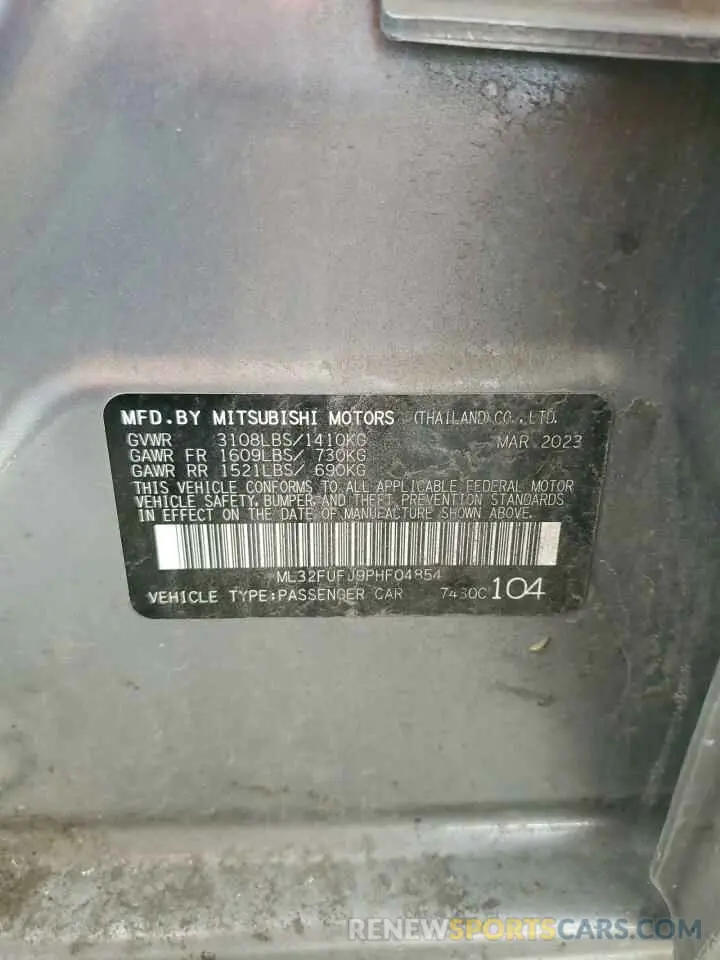 MFD. BY MITSUBISHI MOTORS (THAILAND) CO., LTD.
GVWR 3108LBS/1410KG MAR 2023
GAWR FR 1609LBS/ 730KG
GAWR RR 1521LBS/ 690KG
THIS VEHICLE CONFORMS TO ALL APPLICABLE FEDERAL MOTOR
VEHICLE SAFETY, BUMPER, AND THEFT PREVENTION STANDARDS
IN EFFECT ON THE DATE OF MANUFACTURE SHOWN ABOVE.
ML32FUFJ9PHF04854
VEHICLE TYPE:PASSENGER CAR 7430C 104
RENEWSPORTSCARS.COM